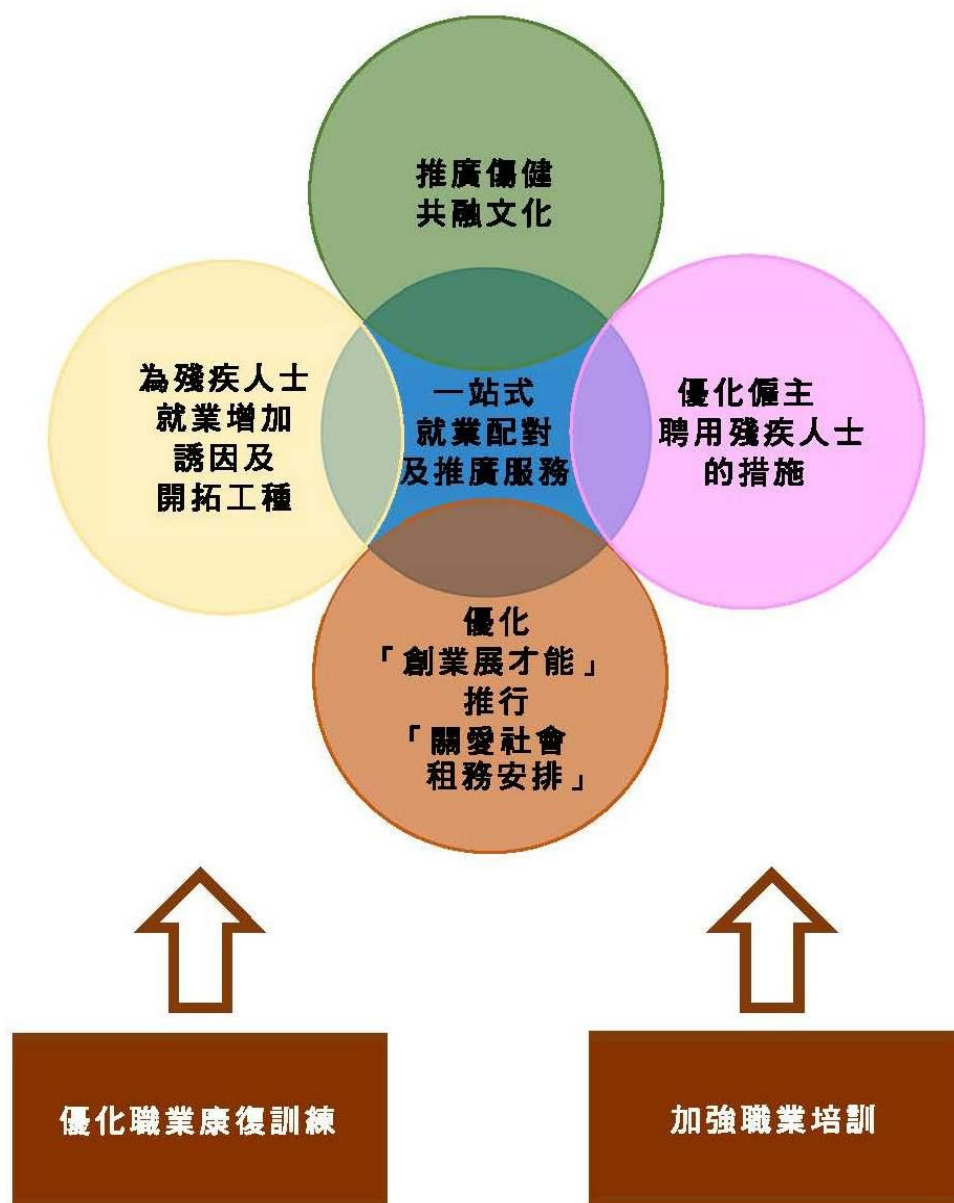 推廣傷健
共融文化
為殘疾人士
就業增加
誘因及
開拓工種
一站式
就業配對
及推廣服務
優化僱主
聘用殘疾人士
的措施
優化
「創業展才能」
推行
「關愛社會
租務安排」
優化職業康復訓練
加強職業培訓